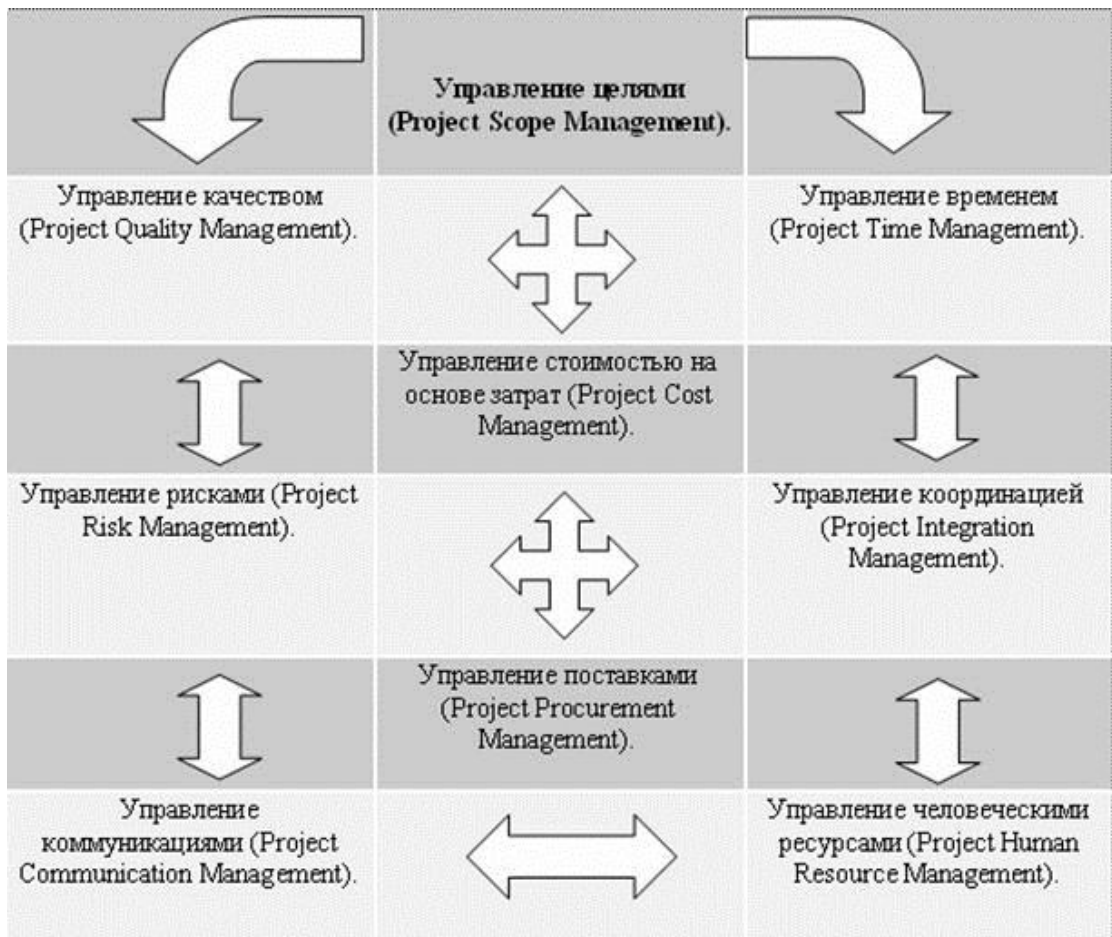 Управление целями
(Project Scope Management).
Управление качеством
(Project Quality Management).
Управление временем
(Project Time Management).
Управление стоимостью на
основе затрат (Project Cost
Management).
Управление рисками (Project
Risk Management).
Управление координацией
(Project Integration
Management).
Управление поставками
(Project Procurement
Management).
Управление
коммуникациями (Project
Communication Management).
Управление человеческими
ресурсами (Project Human
Resource Management).